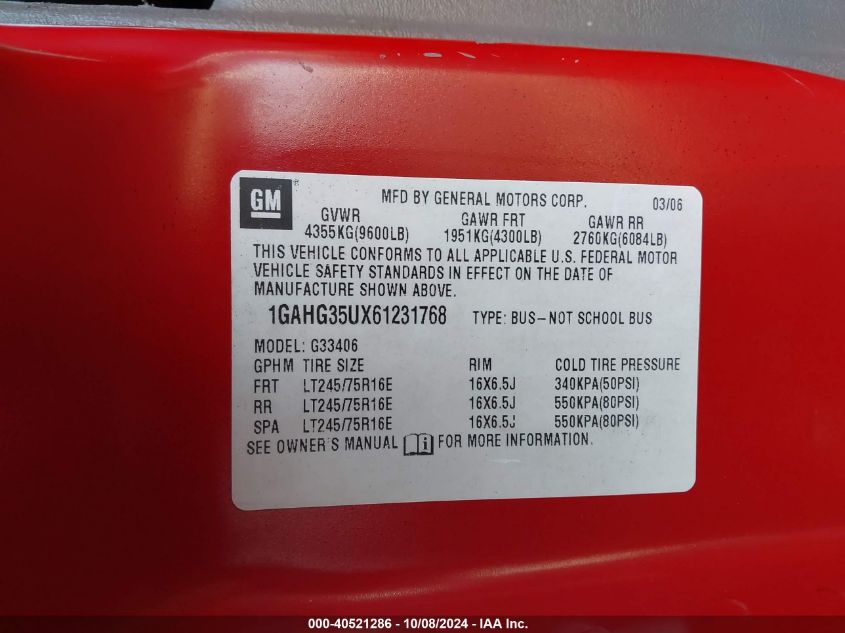 GM® MFD BY GENERAL MOTORS CORP. 03/06
GVWR GAWR FRT GAWR RR
4355KG(9600LB) 1951KG(4300LB) 2760KG(6084LB)
THIS VEHICLE CONFORMS TO ALL APPLICABLE U.S. FEDERAL MOTOR
VEHICLE SAFETY STANDARDS IN EFFECT ON THE DATE OF
MANUFACTURE SHOWN ABOVE.
1GAHG35UX61231768 TYPE: BUS-NOT SCHOOL BUS
MODEL: G33406
GPHM TIRE SIZE RIM COLD TIRE PRESSURE
FRT LT245/75R16E 16X6.5J 340KPA(50PSI)
RR LT245/75R16E 16X6.5J 550KPA(80PSI)
SPA LT245/75R16E 16X6.5J 550KPA(80PSI)
SEE OWNER'S MANUAL i FOR MORE INFORMATION.
000-40521286 - 10/08/2024 - IAA Inc.